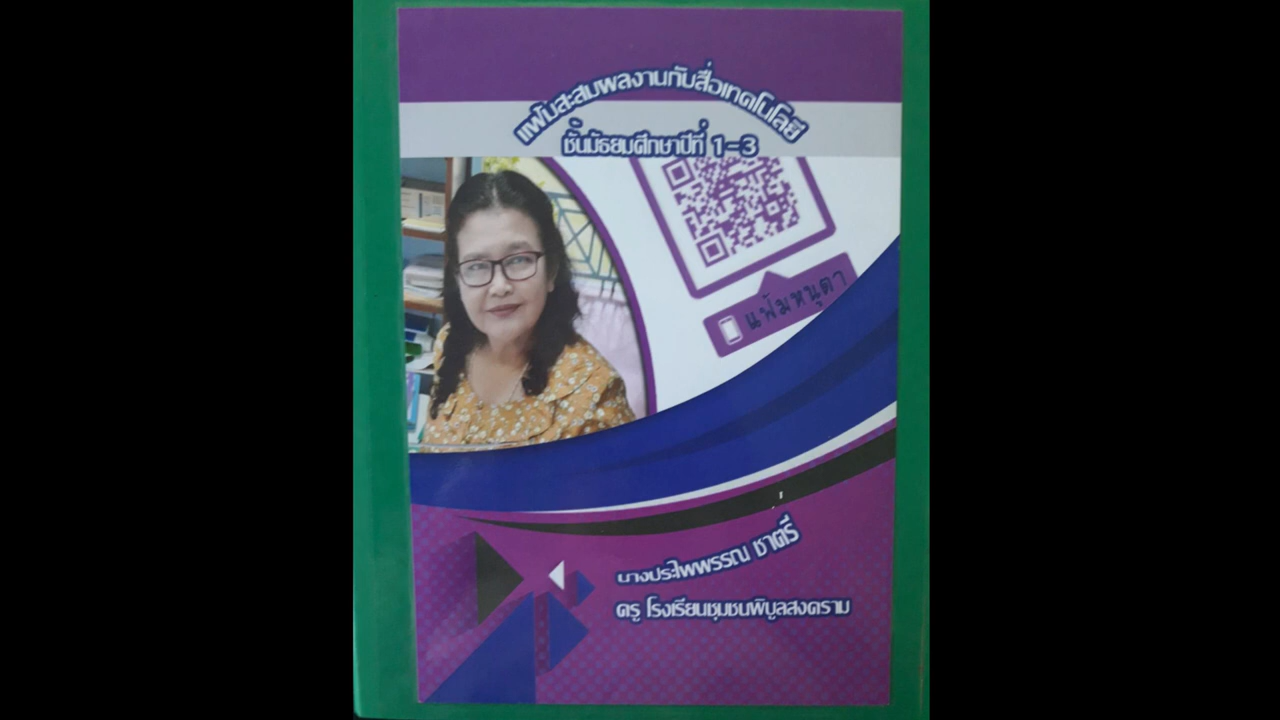 แฟ้มสะสมผลงานกับสื่อเทคโนโลยี
ชั้นมัธยมศึกษาปีที่ 1-3
แฟ้มหนูตา
นางประไพพรรณ ชาตรี
ครู โรงเรียนชุมชนพิบูลสงคราม